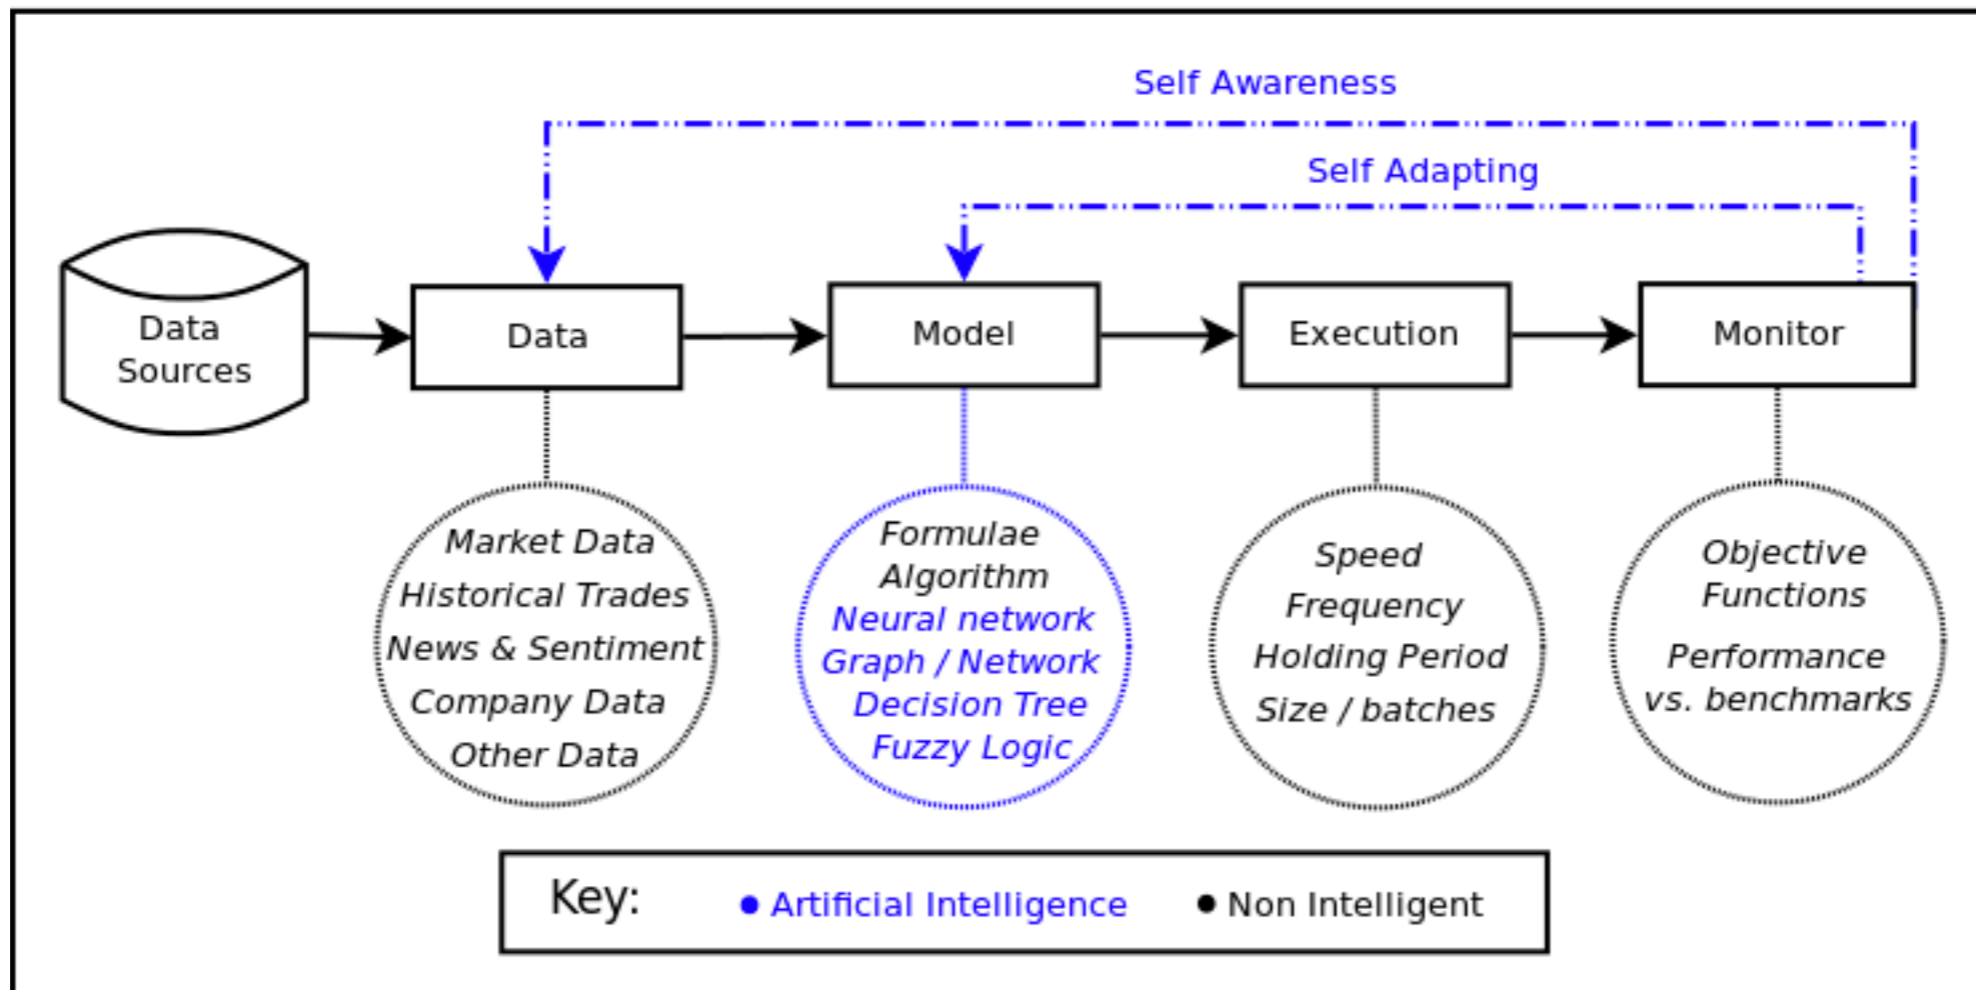 Self Awareness
Self Adapting
Data
Sources
Data
Model
Execution
Monitor
Market Data
Historical Trades
News & Sentiment
Company Data
Other Data
Formulae
Algorithm
Neural network
Graph / Network
Decision Tree
Fuzzy Logic
Speed
Frequency
Holding Period
Size / batches
Objective
Functions
Performance
vs. benchmarks
Key:
Artificial Intelligence
Non Intelligent